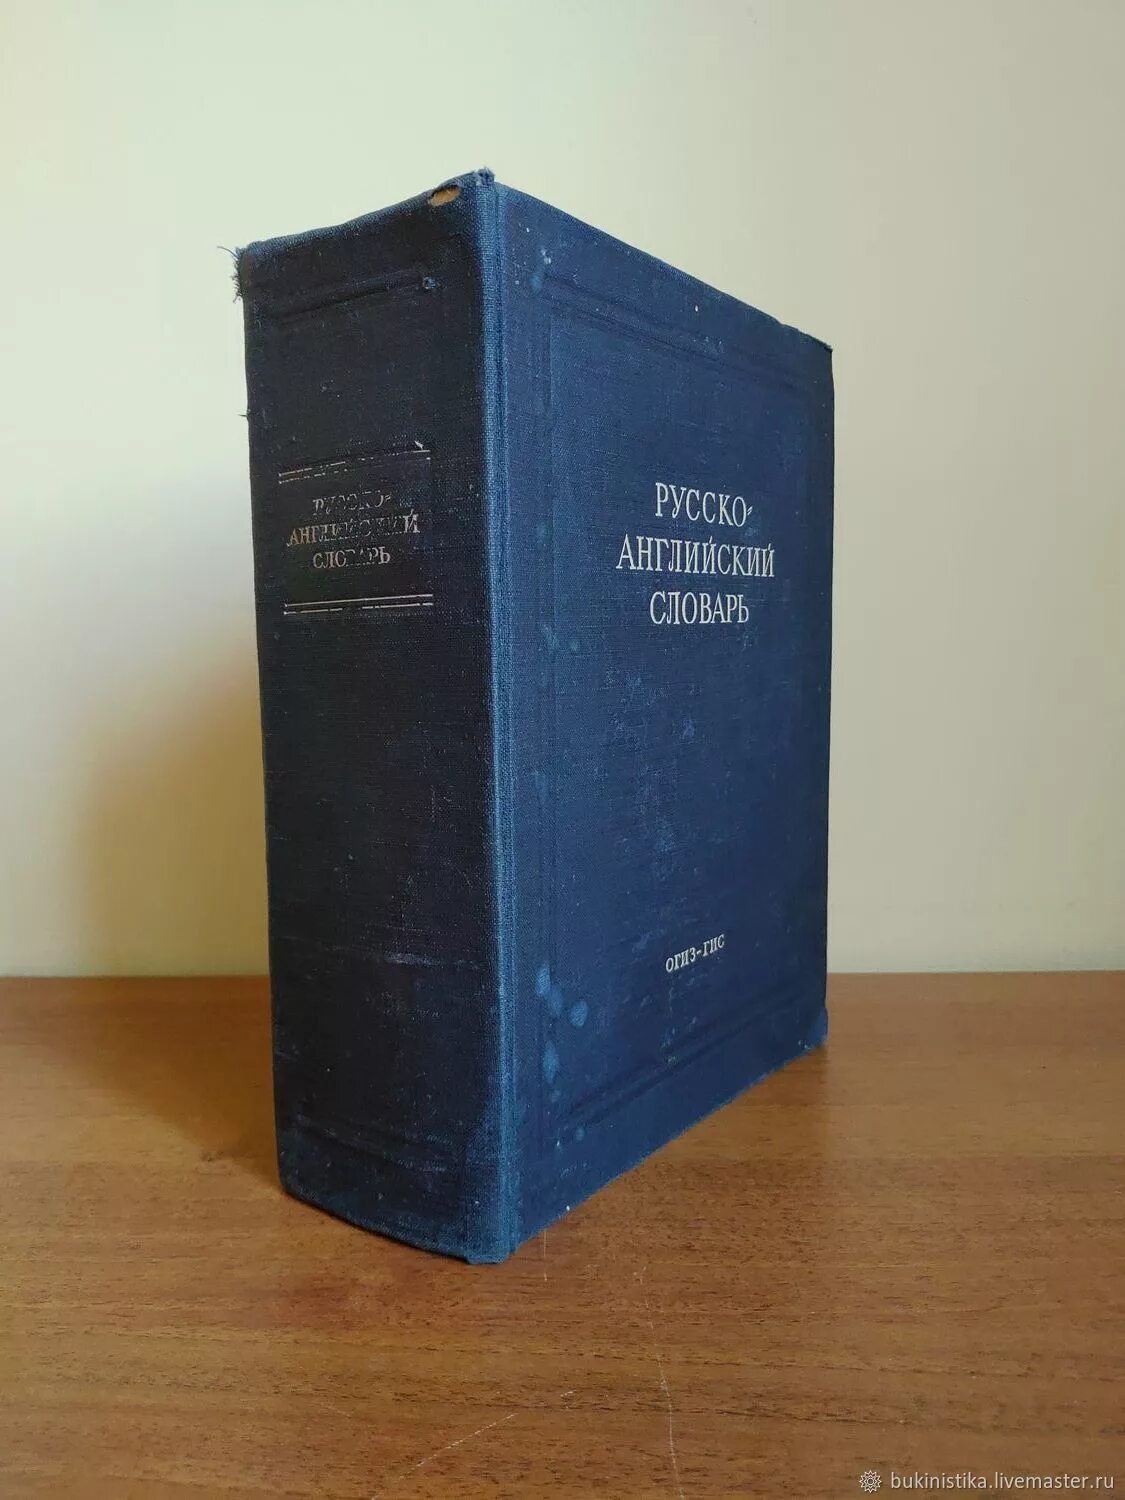 РУССКО-
АНГЛИЙСКИЙ
СЛОВАРЬ
РУССКО-
АНГЛИЙСКИЙ
СЛОВАРЬ
ОГИЗ-ГИС
bukinistika.livemaster.ru